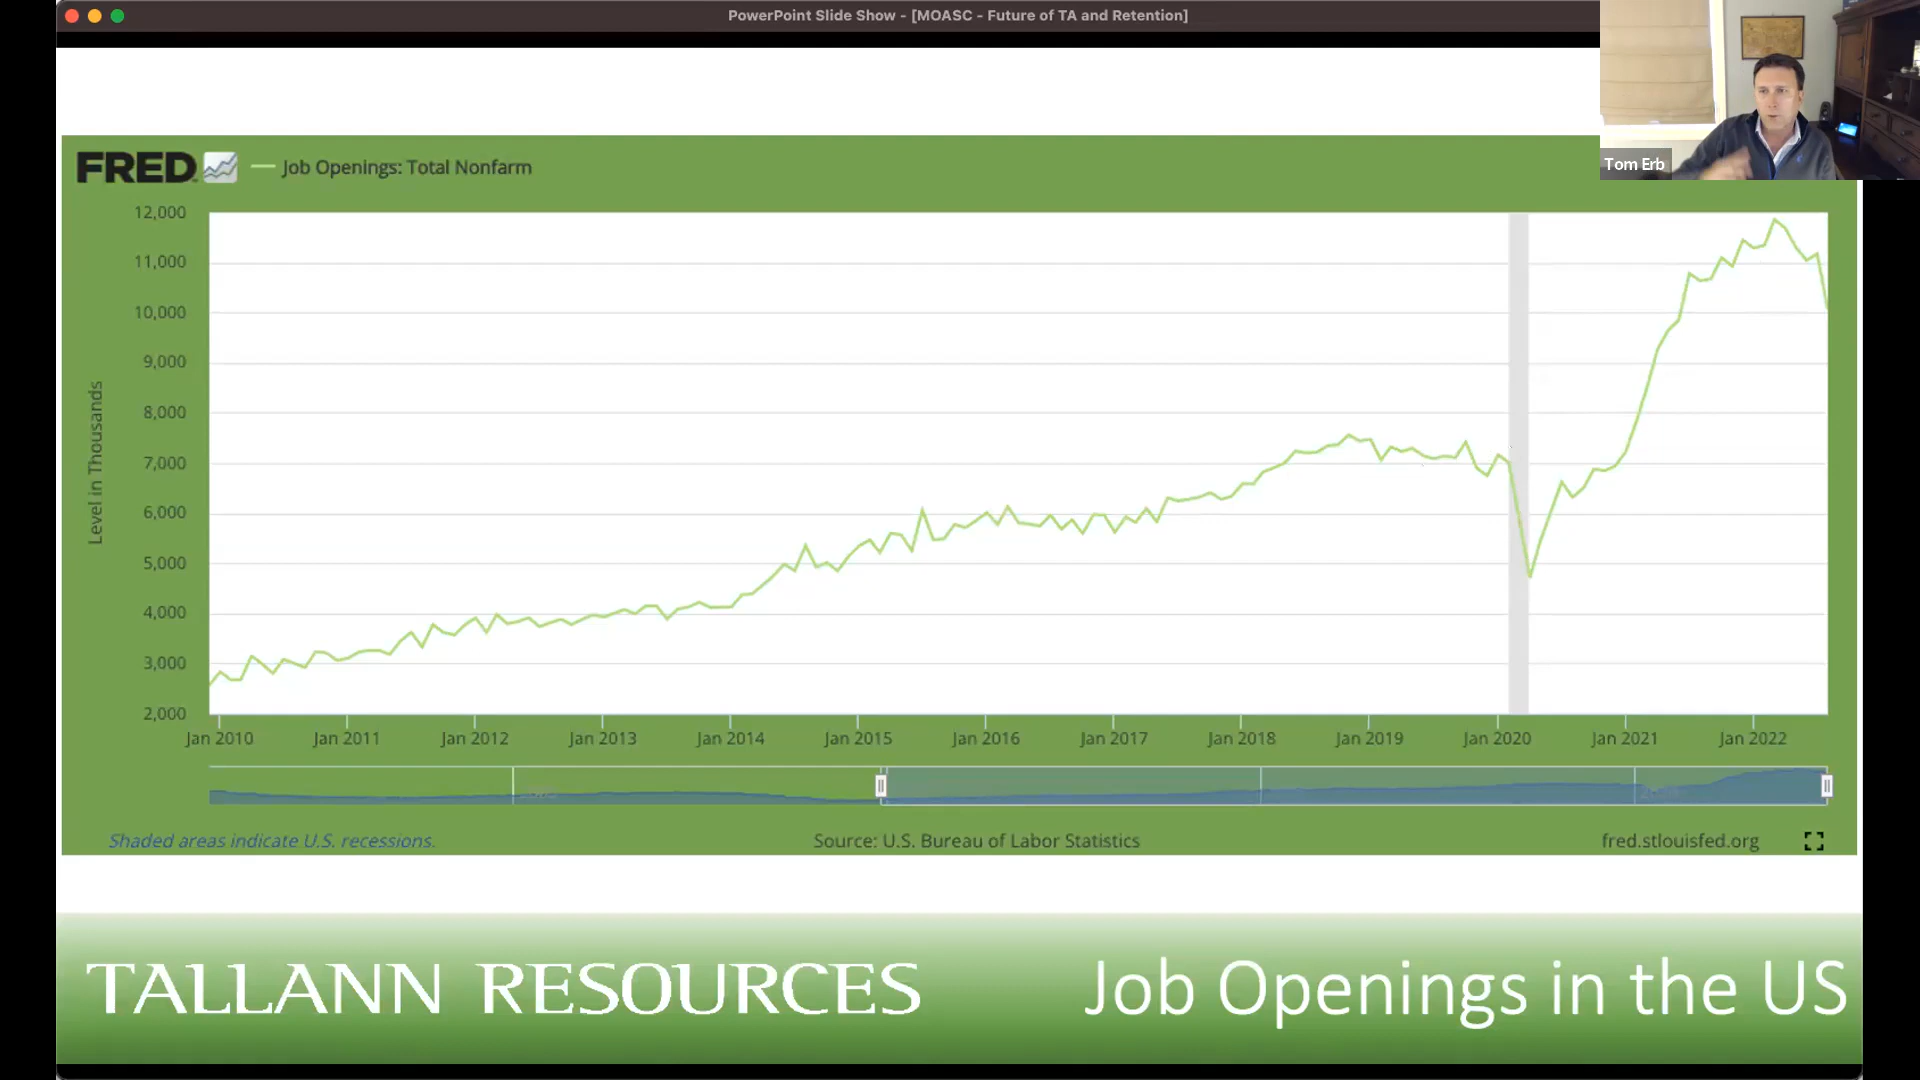 PowerPoint Slide Show - [MOASC - Future of TA and Retention]
Tom Erb
FRED
Job Openings: Total Nonfarm
12,000
11,000
10,000
9,000
8,000
7,000
6,000
5,000
4,000
3,000
2,000
Level in Thousands
Jan 2010 Jan 2011 Jan 2012 Jan 2013 Jan 2014 Jan 2015 Jan 2016 Jan 2017 Jan 2018 Jan 2019 Jan 2020 Jan 2021 Jan 2022
Shaded areas indicate U.S. recessions. Source: U.S. Bureau of Labor Statistics fred.stlouisfed.org
TALLANN RESOURCES Job Openings in the US